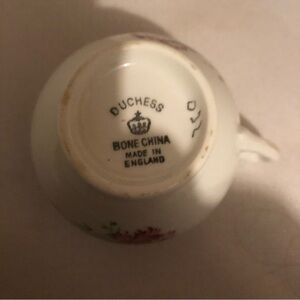 DUCHESS
BONE CHINA
MADE IN
ENGLAND